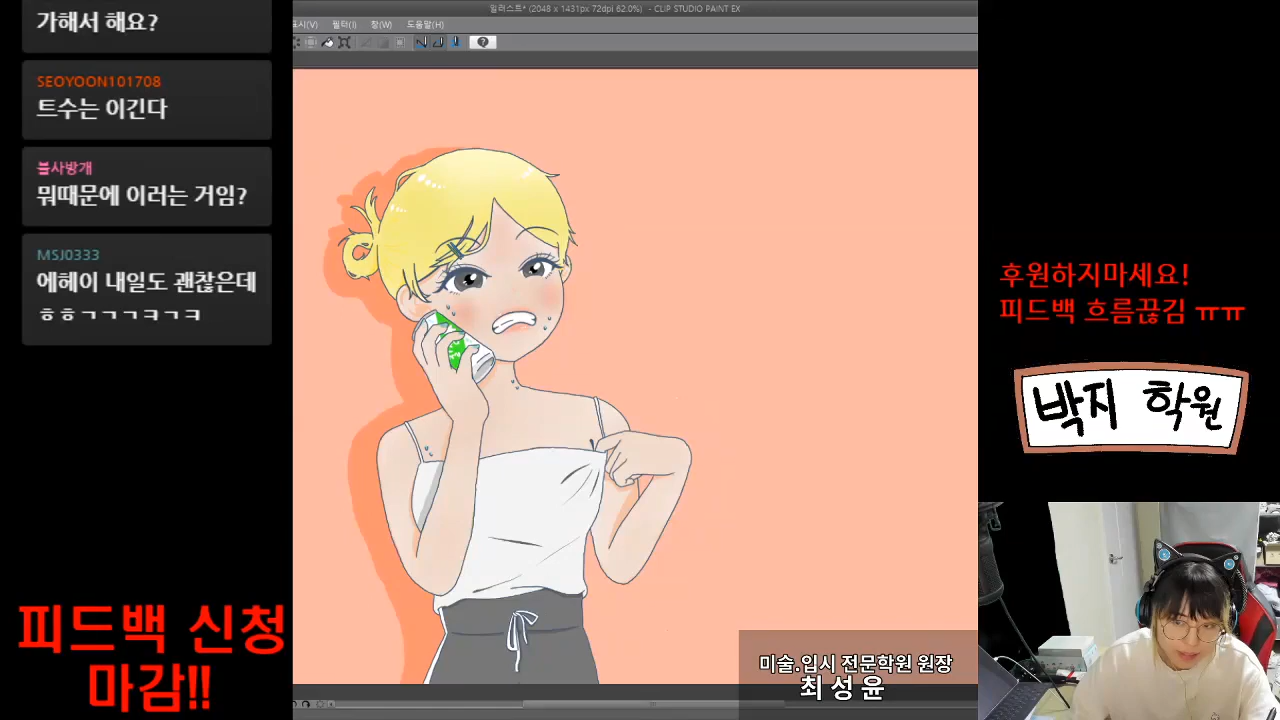 가해서 해요?
SEOYOON101708
트수는 이긴다
블사방개
뭐때문에 이러는 거임?
MSJ0333
에헤이 내일도 괜찮은데
ㅎㅎㄱㄱㄱㅋㄱㅋ
피드백 신청
마감!!
일러스트* (2048 x 1431px 72dpi 62.0%) - CLIP STUDIO PAINT EX
표시(V) 필터(I) 창(W) 도움말(H)
미술.입시 전문학원 원장
최성윤
후원하지마세요!
피드백 흐름끊김 ㅠㅠ
박지 학원